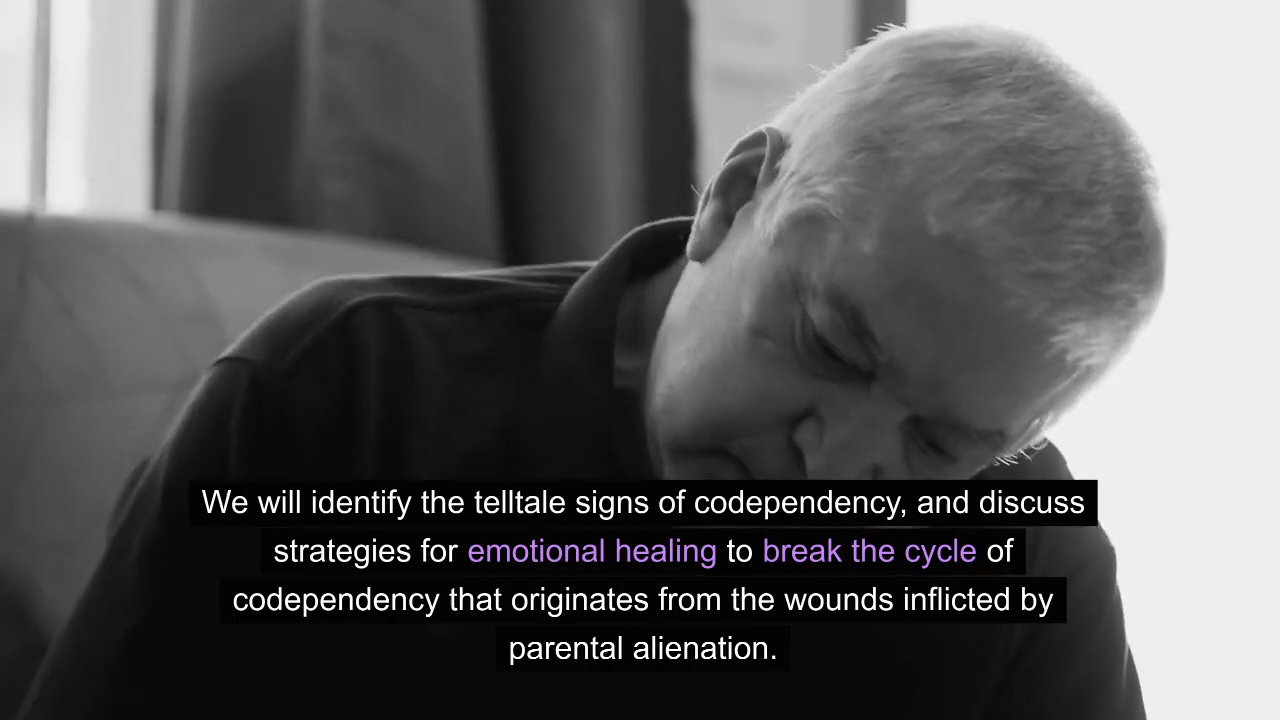 We will identify the telltale signs of codependency, and discuss
strategies for emotional healing to break the cycle of
codependency that originates from the wounds inflicted by
parental alienation.